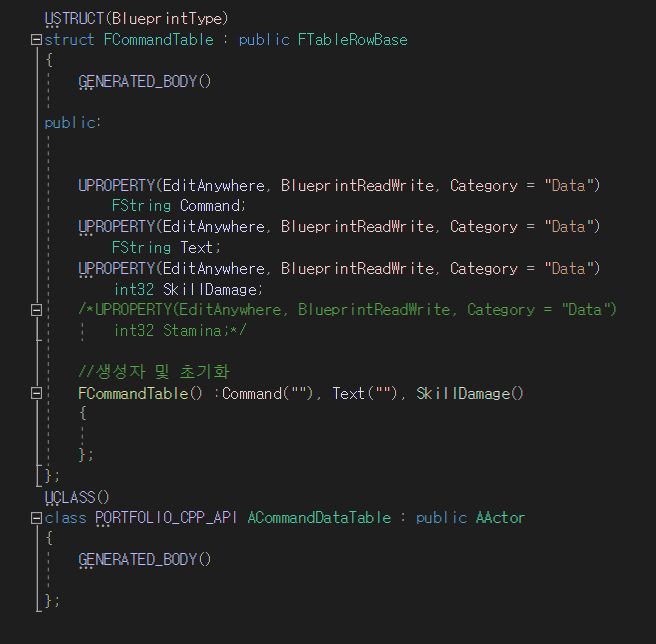 USTRUCT(BlueprintType)
struct FCommandTable : public FTableRowBase
{
GENERATED_BODY()
public:
UPROPERTY(EditAnywhere, BlueprintReadWrite, Category = "Data")
FString Command;
UPROPERTY(EditAnywhere, BlueprintReadWrite, Category = "Data")
FString Text;
UPROPERTY(EditAnywhere, BlueprintReadWrite, Category = "Data")
int32 SkillDamage;
/*UPROPERTY(EditAnywhere, BlueprintReadWrite, Category = "Data")
int32 Stamina;*/
//생성자 및 초기화
FCommandTable() :Command(""), Text(""), SkillDamage()
{
};
};
UCLASS()
class PORTFOLIO_CPP_API ACommandDataTable : public AActor
{
GENERATED_BODY()
};